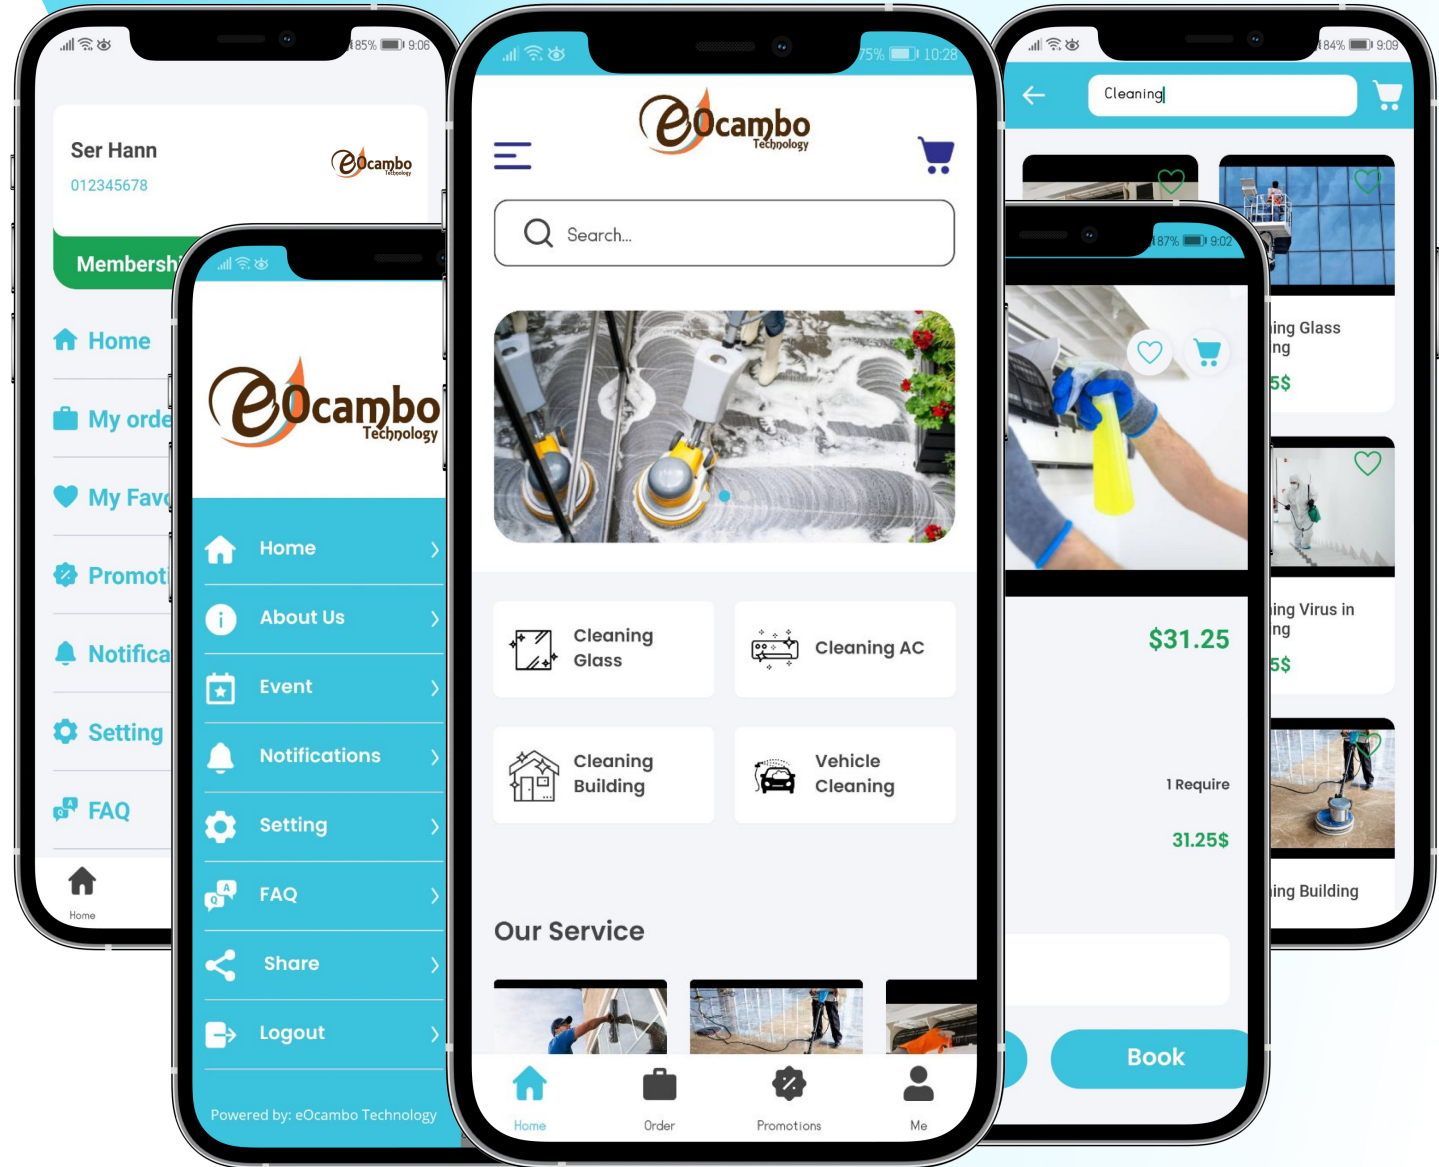 85% 9:06
Ser Hann
012345678
eOcambo
Technology
Home
My orde
My Favo
Promoti
Notifica
Setting
FAQ
Home
eOcambo
Technology
Home
About Us
Event
Notifications
Setting
FAQ
Share
Logout
Powered by: eOcambo Technology
75% 10:28
eOcambo
Technology
Search...
Cleaning
Glass
Cleaning AC
Cleaning
Building
Vehicle
Cleaning
Our Service
Home
Order
Promotions
Me
87% 9:02
$31.25
1 Require
31.25$
Book
84% 9:09
Cleaning
ing Glass
ng
5$
ing Virus in
ng
5$
ing Building